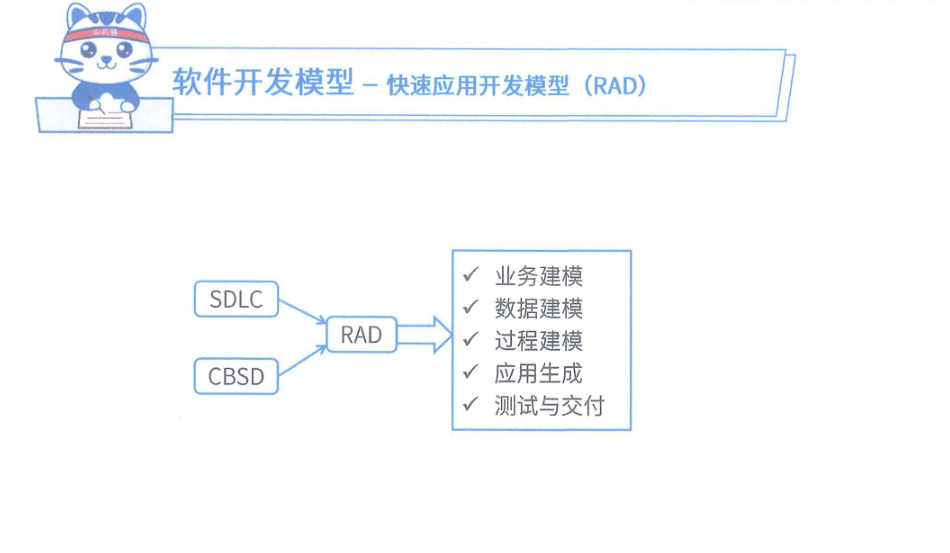 软件开发模型 – 快速应用开发模型（RAD）
SDLC
CBSD
RAD
✓ 业务建模
✓ 数据建模
✓ 过程建模
✓ 应用生成
✓ 测试与交付